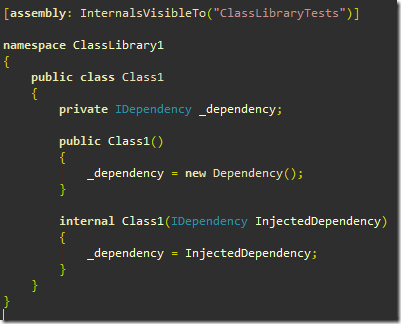 [assembly: InternalsVisibleTo("ClassLibraryTests")]
namespace ClassLibrary1
{
    public class Class1
    {
        private IDependency _dependency;
        public Class1()
        {
            _dependency = new Dependency();
        }
        internal Class1(IDependency InjectedDependency)
        {
            _dependency = InjectedDependency;
        }
    }
}